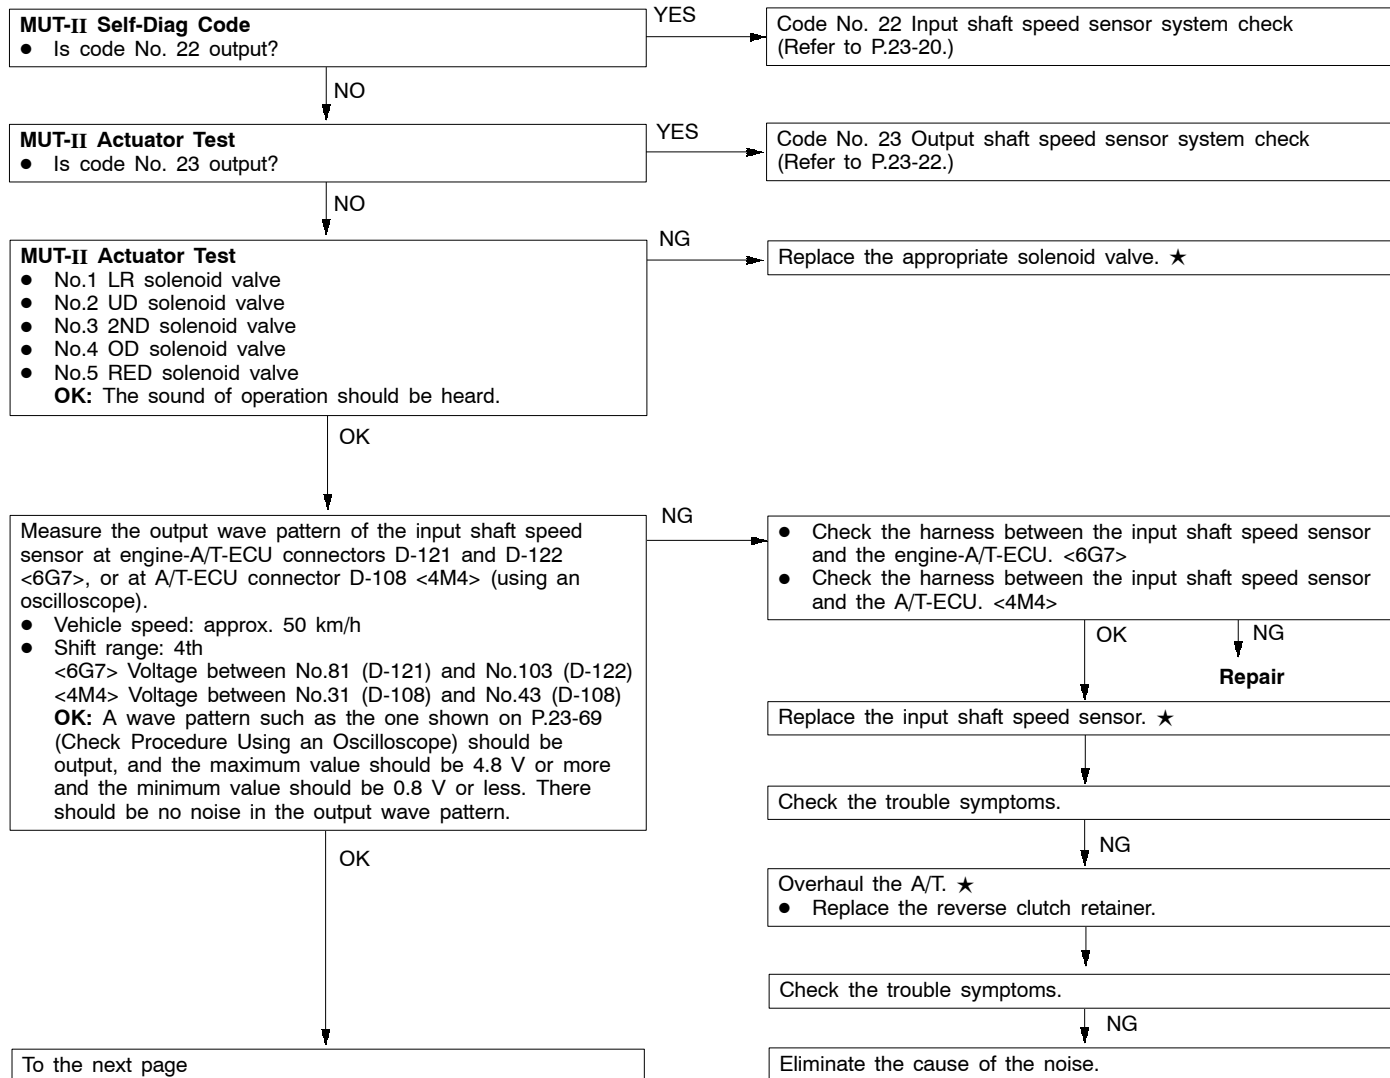 MUT-II Self-Diag Code
● Is code No. 22 output?
YES
Code No. 22 Input shaft speed sensor system check
(Refer to P.23-20.)
NO
MUT-II Actuator Test
● Is code No. 23 output?
YES
Code No. 23 Output shaft speed sensor system check
(Refer to P.23-22.)
NO
MUT-II Actuator Test
● No.1 LR solenoid valve
● No.2 UD solenoid valve
● No.3 2ND solenoid valve
● No.4 OD solenoid valve
● No.5 RED solenoid valve
OK: The sound of operation should be heard.
NG
Replace the appropriate solenoid valve. ★
OK
Measure the output wave pattern of the input shaft speed
sensor at engine-A/T-ECU connectors D-121 and D-122
<6G7>, or at A/T-ECU connector D-108 <4M4> (using an
oscilloscope).
● Vehicle speed: approx. 50 km/h
● Shift range: 4th
<6G7> Voltage between No.81 (D-121) and No.103 (D-122)
<4M4> Voltage between No.31 (D-108) and No.43 (D-108)
OK: A wave pattern such as the one shown on P.23-69
(Check Procedure Using an Oscilloscope) should be
output, and the maximum value should be 4.8 V or more
and the minimum value should be 0.8 V or less. There
should be no noise in the output wave pattern.
NG
● Check the harness between the input shaft speed sensor
and the engine-A/T-ECU. <6G7>
● Check the harness between the input shaft speed sensor
and the A/T-ECU. <4M4>
OK
NG
Repair
Replace the input shaft speed sensor. ★
Check the trouble symptoms.
NG
Overhaul the A/T. ★
● Replace the reverse clutch retainer.
Check the trouble symptoms.
NG
Eliminate the cause of the noise.
OK
To the next page